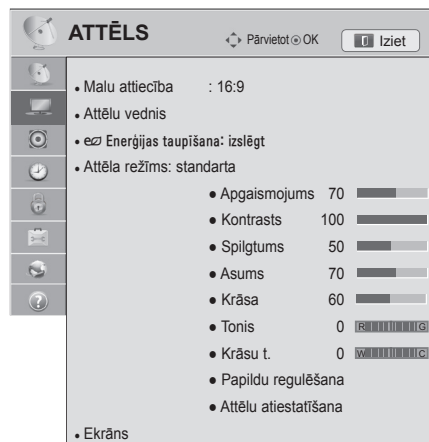 ATTĒLS Pārvietot OK Iziet
• Malu attiecība : 16:9
• Attēlu vednis
• e Enerģijas taupīšana: izslēgt
• Attēla režīms: standarta
• Apgaismojums 70
• Kontrasts 100
• Spilgtums 50
• Asums 70
• Krāsa 60
• Tonis 0 R G
• Krāsu t. 0 W C
• Papildu regulēšana
• Attēlu atiestatīšana
• Ekrāns